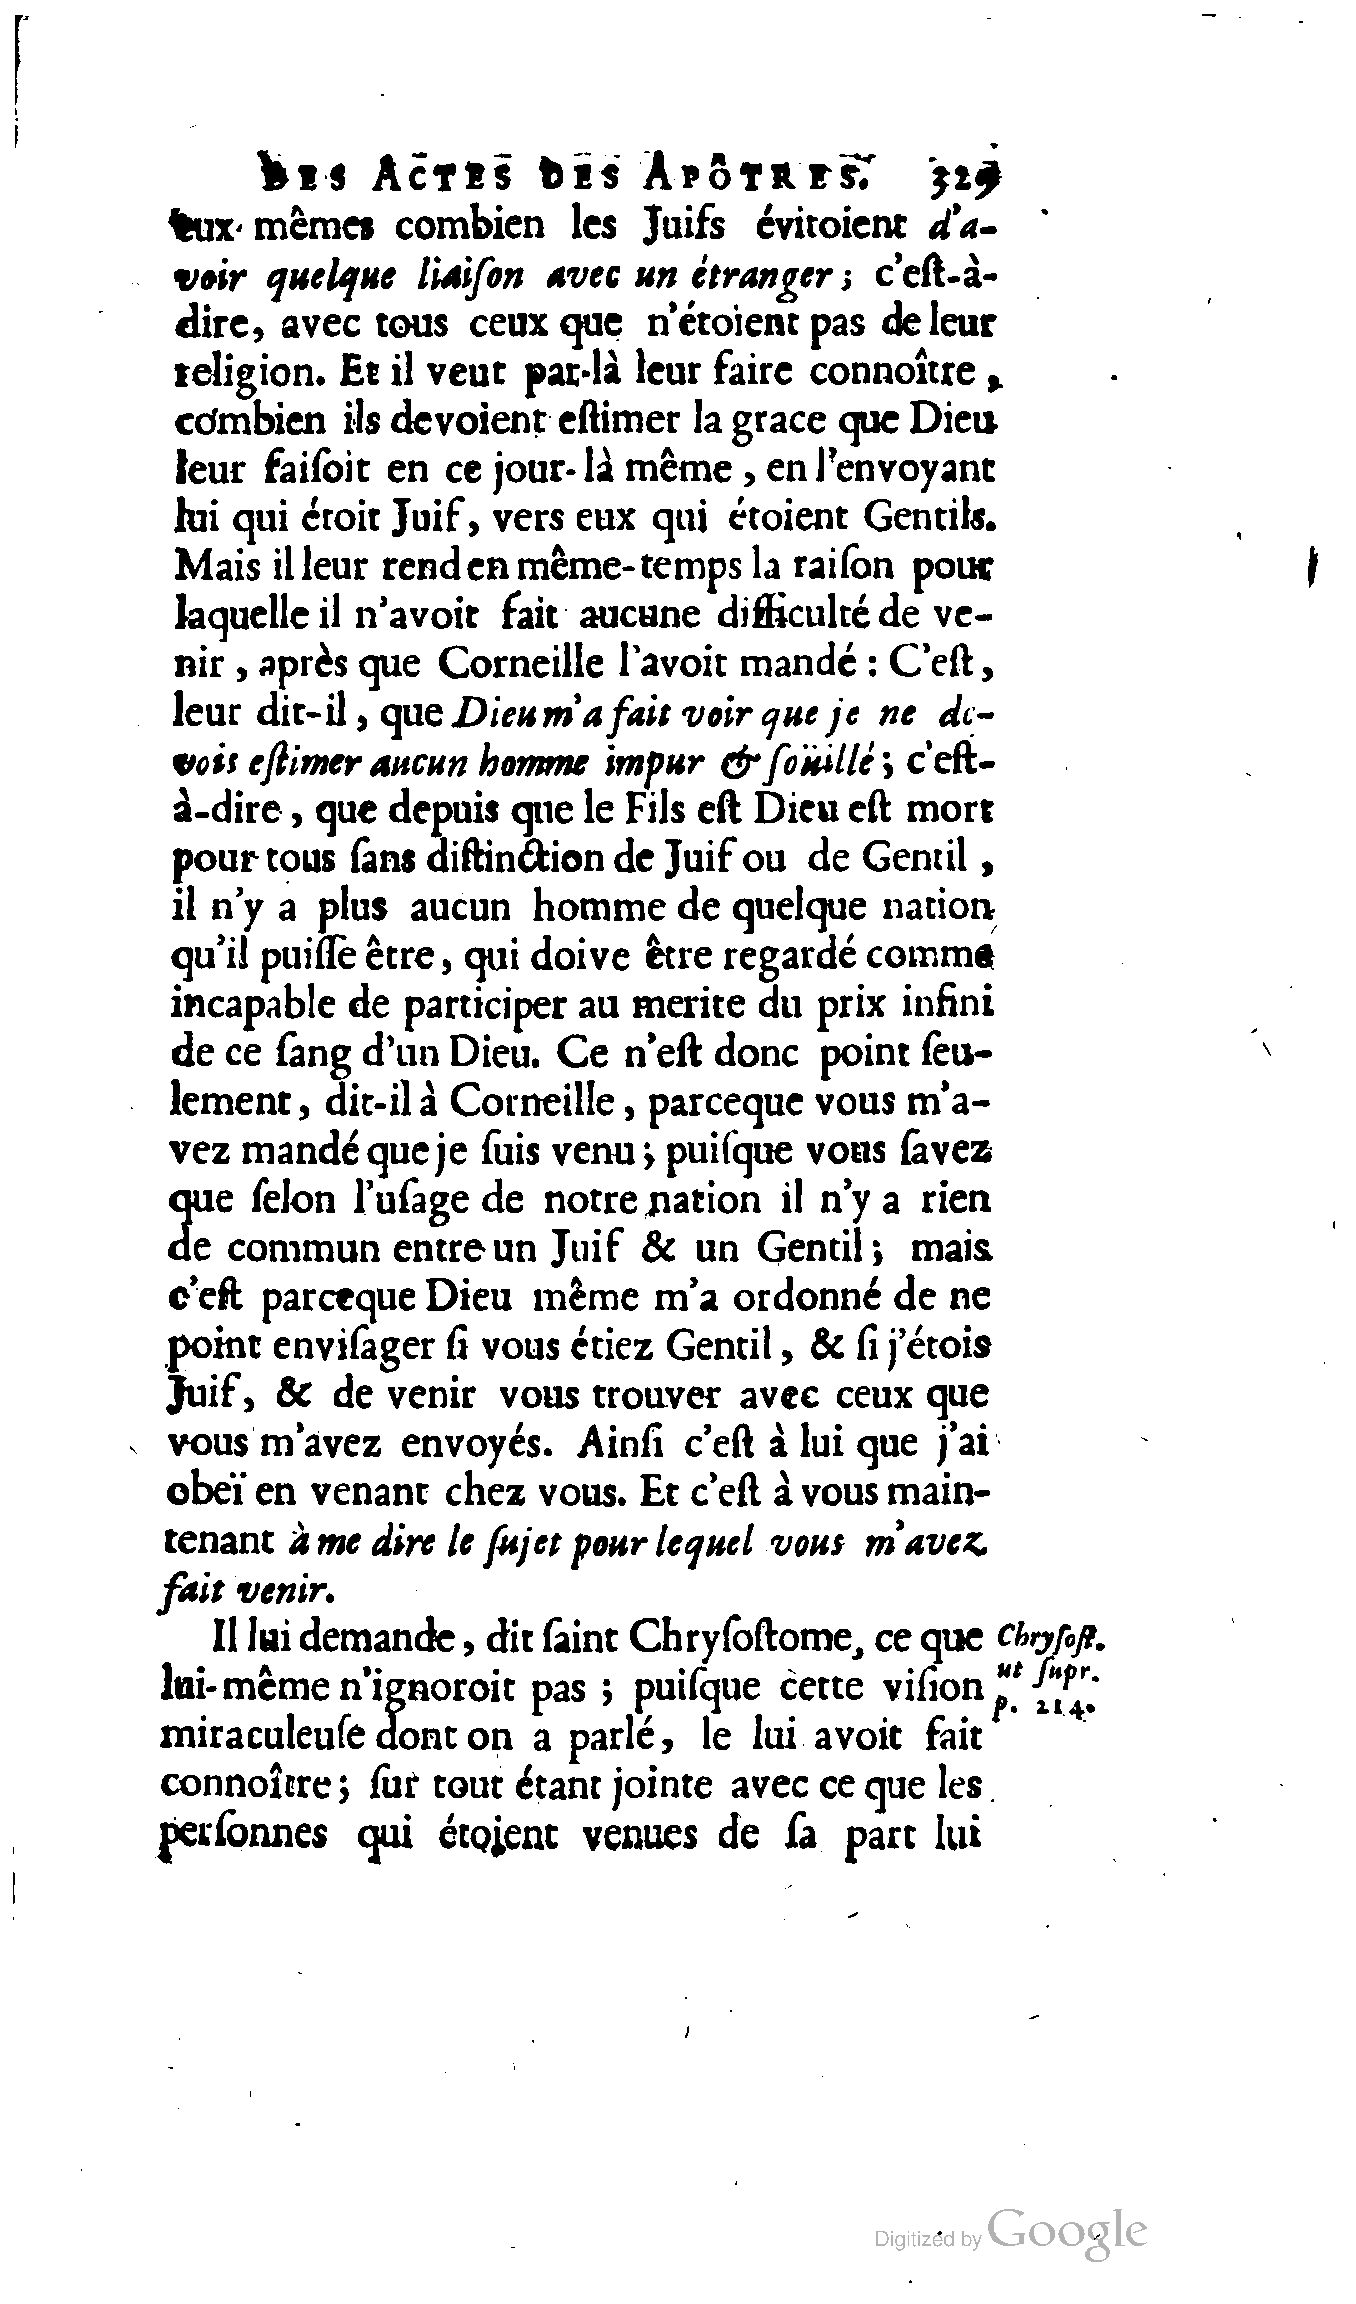 DES ACTES DES APÔTRES. 329
eux-mêmes combien les Juifs évitoient d'a-
voir quelque liaiſon avec un étranger; c'eſt-à-
dire, avec tous ceux que n'étoient pas de leur
religion. Et il veut par-là leur faire connoître,
combien ils devoient eſtimer la grace que Dieu
leur faiſoit en ce jour-là même, en l'envoyant
lui qui étoit Juif, vers eux qui étoient Gentils.
Mais il leur rend en même-temps la raiſon pour
laquelle il n'avoit fait aucune difficulté de ve-
nir, après que Corneille l'avoit mandé : C'eſt,
leur dit-il, que Dieu m'a fait voir que je ne de-
vois eſtimer aucun homme impur & ſoüillé; c'eſt-
à-dire, que depuis que le Fils eſt Dieu eſt mort
pour tous ſans diſtinction de Juif ou de Gentil,
il n'y a plus aucun homme de quelque nation
qu'il puiſſe être, qui doive être regardé comme
incapable de participer au merite du prix infini
de ce ſang d'un Dieu. Ce n'eſt donc point ſeu-
lement, dit-il à Corneille, parceque vous m'a-
vez mandé que je ſuis venu; puiſque vous ſavez
que ſelon l'uſage de notre nation il n'y a rien
de commun entre un Juif & un Gentil; mais
c'eſt parceque Dieu même m'a ordonné de ne
point enviſager ſi vous étiez Gentil, & ſi j'étois
Juif, & de venir vous trouver avec ceux que
vous m'avez envoyés. Ainſi c'eſt à lui que j'ai
obeï en venant chez vous. Et c'eſt à vous main-
tenant à me dire le ſujet pour lequel vous m'avez
fait venir.
Il lui demande, dit ſaint Chryſoſtome, ce que
lui-même n'ignoroit pas ; puiſque cette viſion
miraculeuſe dont on a parlé, le lui avoit fait
connoître; ſur tout étant jointe avec ce que les
perſonnes qui étoient venues de ſa part lui
Chryſoſt.
ut ſupr.
p. 214.
Digitized by Google